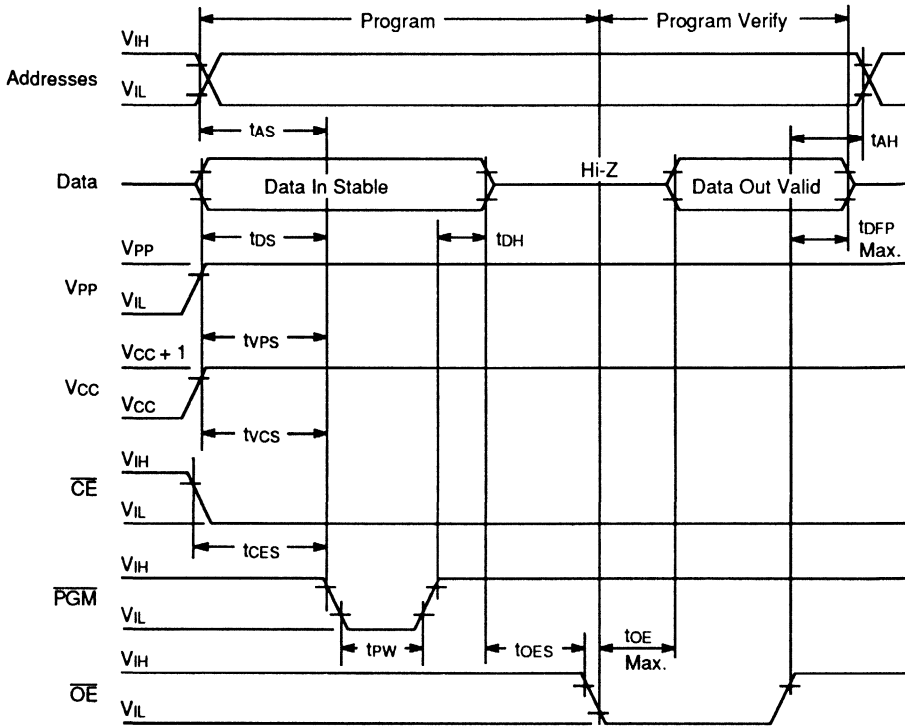 Program Program Verify
VIH
Addresses
VIL
tAS tAH
Data Data In Stable Hi-Z Data Out Valid
tDS tDH tDFP
Max.
VPP
VPP
VIL
tVPS
VCC + 1
VCC
VCC
tVCS
VIH
CE
VIL
tCES
VIH
PGM
VIL
tPW tOES tOE
Max.
VIH
OE
VIL